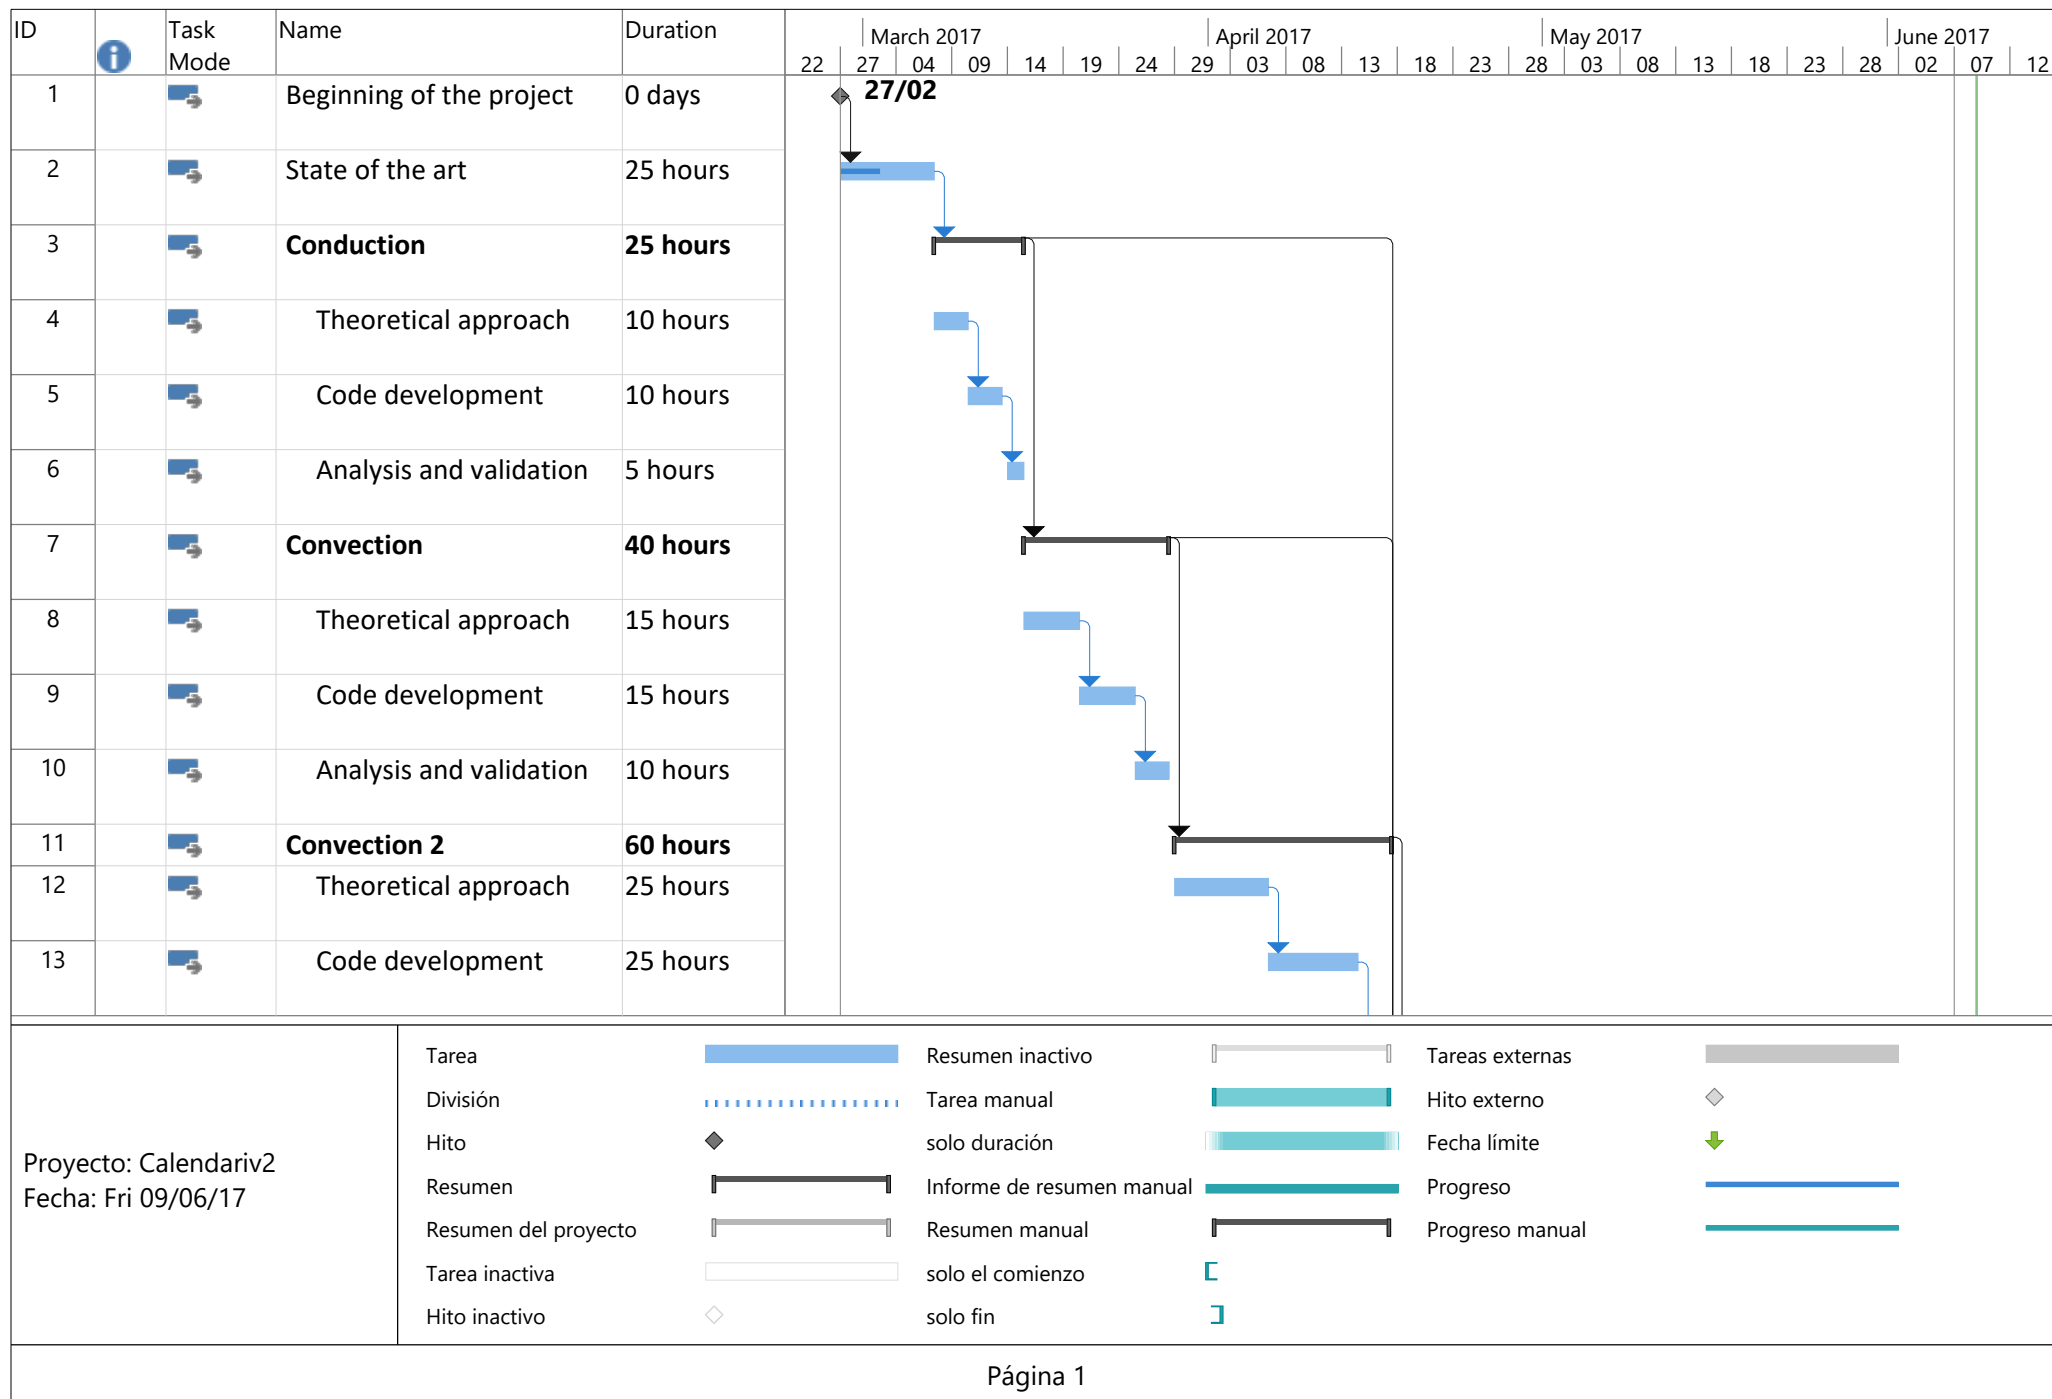 ID
Task Mode
Name
Duration
March 2017
April 2017
May 2017
June 2017
22 27 04 09 14 19 24 29 03 08 13 18 23 28 03 08 13 18 23 28 02 07 12
1 Beginning of the project 0 days
27/02
2 State of the art 25 hours
3 Conduction 25 hours
4 Theoretical approach 10 hours
5 Code development 10 hours
6 Analysis and validation 5 hours
7 Convection 40 hours
8 Theoretical approach 15 hours
9 Code development 15 hours
10 Analysis and validation 10 hours
11 Convection 2 60 hours
12 Theoretical approach 25 hours
13 Code development 25 hours
Proyecto: Calendariv2
Fecha: Fri 09/06/17
Tarea
División
Hito
Resumen
Resumen del proyecto
Tarea inactiva
Hito inactivo
Resumen inactivo
Tarea manual
solo duración
Informe de resumen manual
Resumen manual
solo el comienzo
solo fin
Tareas externas
Hito externo
Fecha límite
Progreso
Progreso manual
Página 1